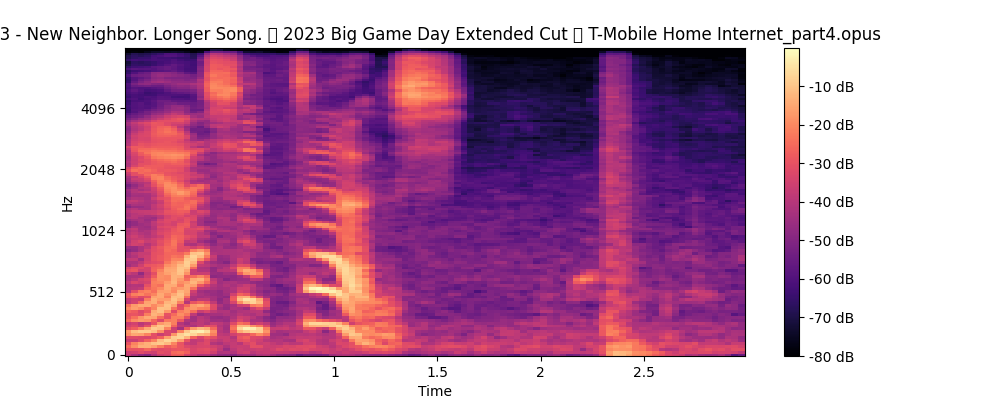 3 - New Neighbor. Longer Song. 2023 Big Game Day Extended Cut T-Mobile Home Internet_part4.opus
4096
2048
1024
512
0
Hz
0
0.5
1
1.5
2
2.5
Time
-10 dB
-20 dB
-30 dB
-40 dB
-50 dB
-60 dB
-70 dB
-80 dB